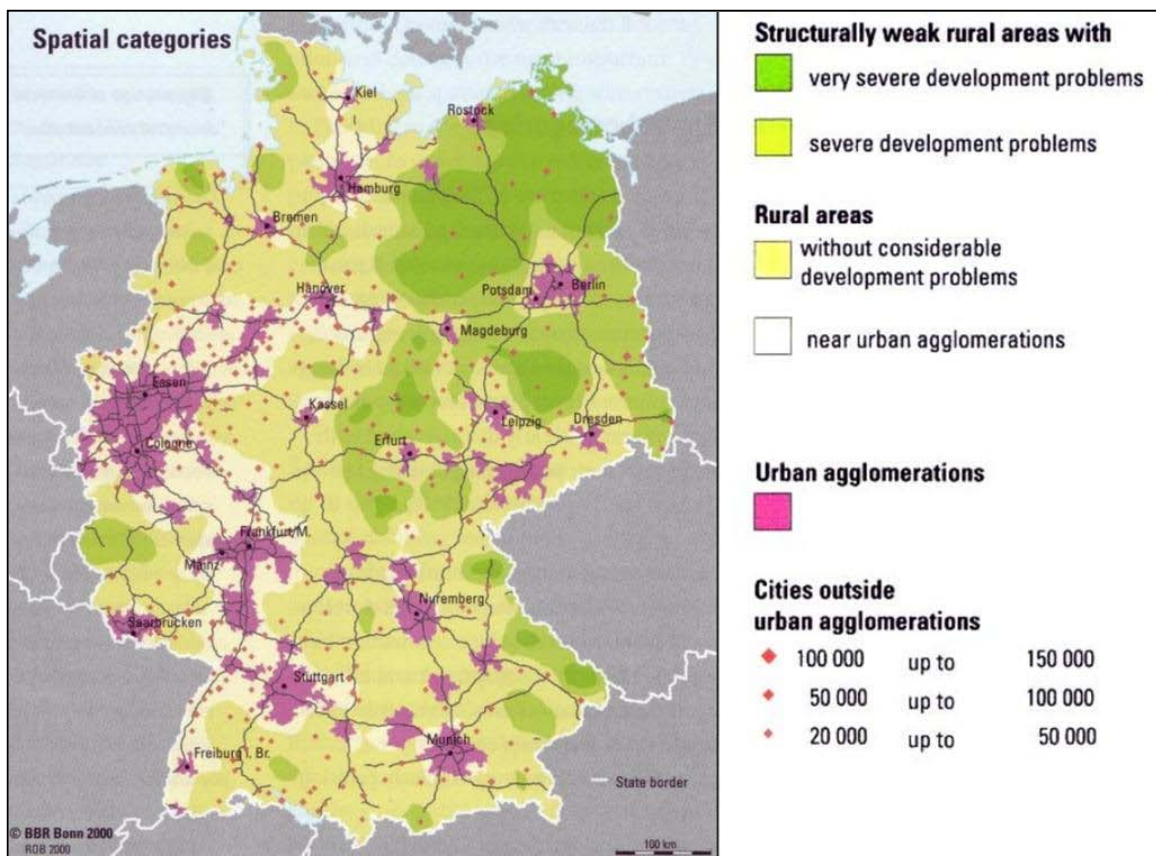 Spatial categories
Kiel
Rostock
Hamburg
Bremen
Hanover
Potsdam
Berlin
Magdeburg
Essen
Kassel
Leipzig
Dresden
Cologne
Erfurt
Frankfurt/M.
Mainz
Nuremberg
Saarbrücken
Stuttgart
Munich
Freiburg i. Br.
State border
© BBR Bonn 2000
ROB 2000
100 km
Structurally weak rural areas with
very severe development problems
severe development problems
Rural areas
without considerable
development problems
near urban agglomerations
Urban agglomerations
Cities outside
urban agglomerations
100 000 up to 150 000
50 000 up to 100 000
20 000 up to 50 000